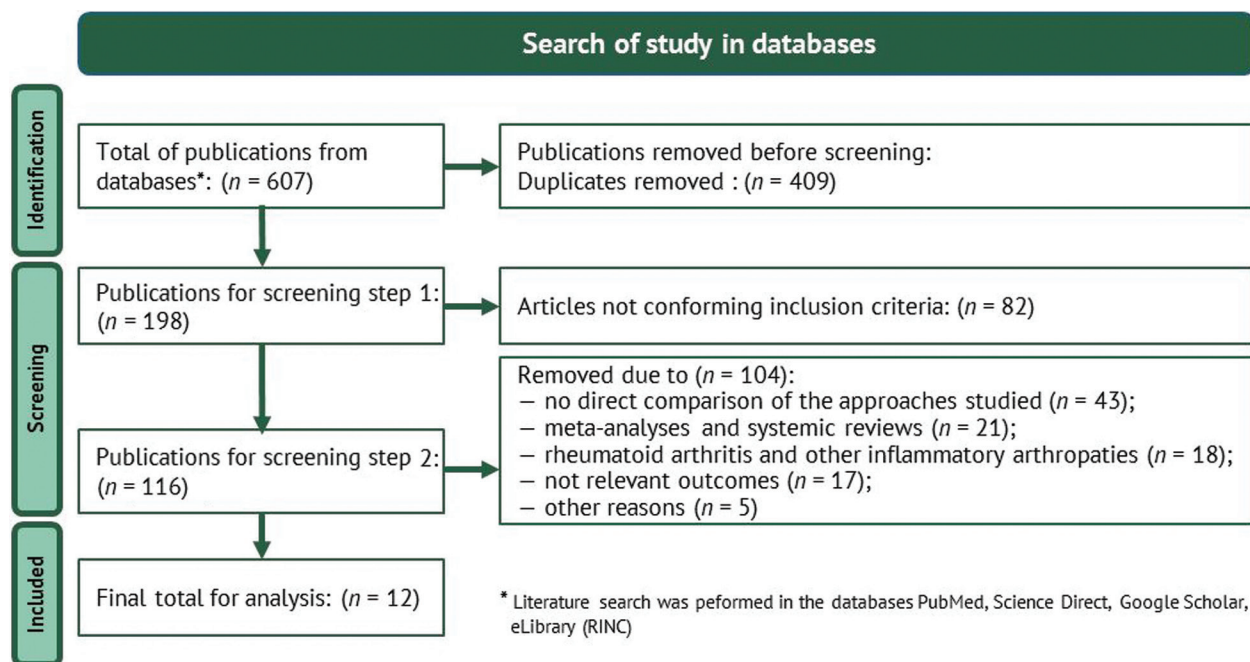 Search of study in databases
Identification
Total of publications from
databases*: (n = 607)
Publications removed before screening:
Duplicates removed : (n = 409)
Screening
Publications for screening step 1:
(n = 198)
Articles not conforming inclusion criteria: (n = 82)
Publications for screening step 2:
(n = 116)
Removed due to (n = 104):
– no direct comparison of the approaches studied (n = 43);
– meta-analyses and systemic reviews (n = 21);
– rheumatoid arthritis and other inflammatory arthropaties (n = 18);
– not relevant outcomes (n = 17);
– other reasons (n = 5)
Included
Final total for analysis: (n = 12)
* Literature search was peformed in the databases PubMed, Science Direct, Google Scholar,
eLibrary (RINC)